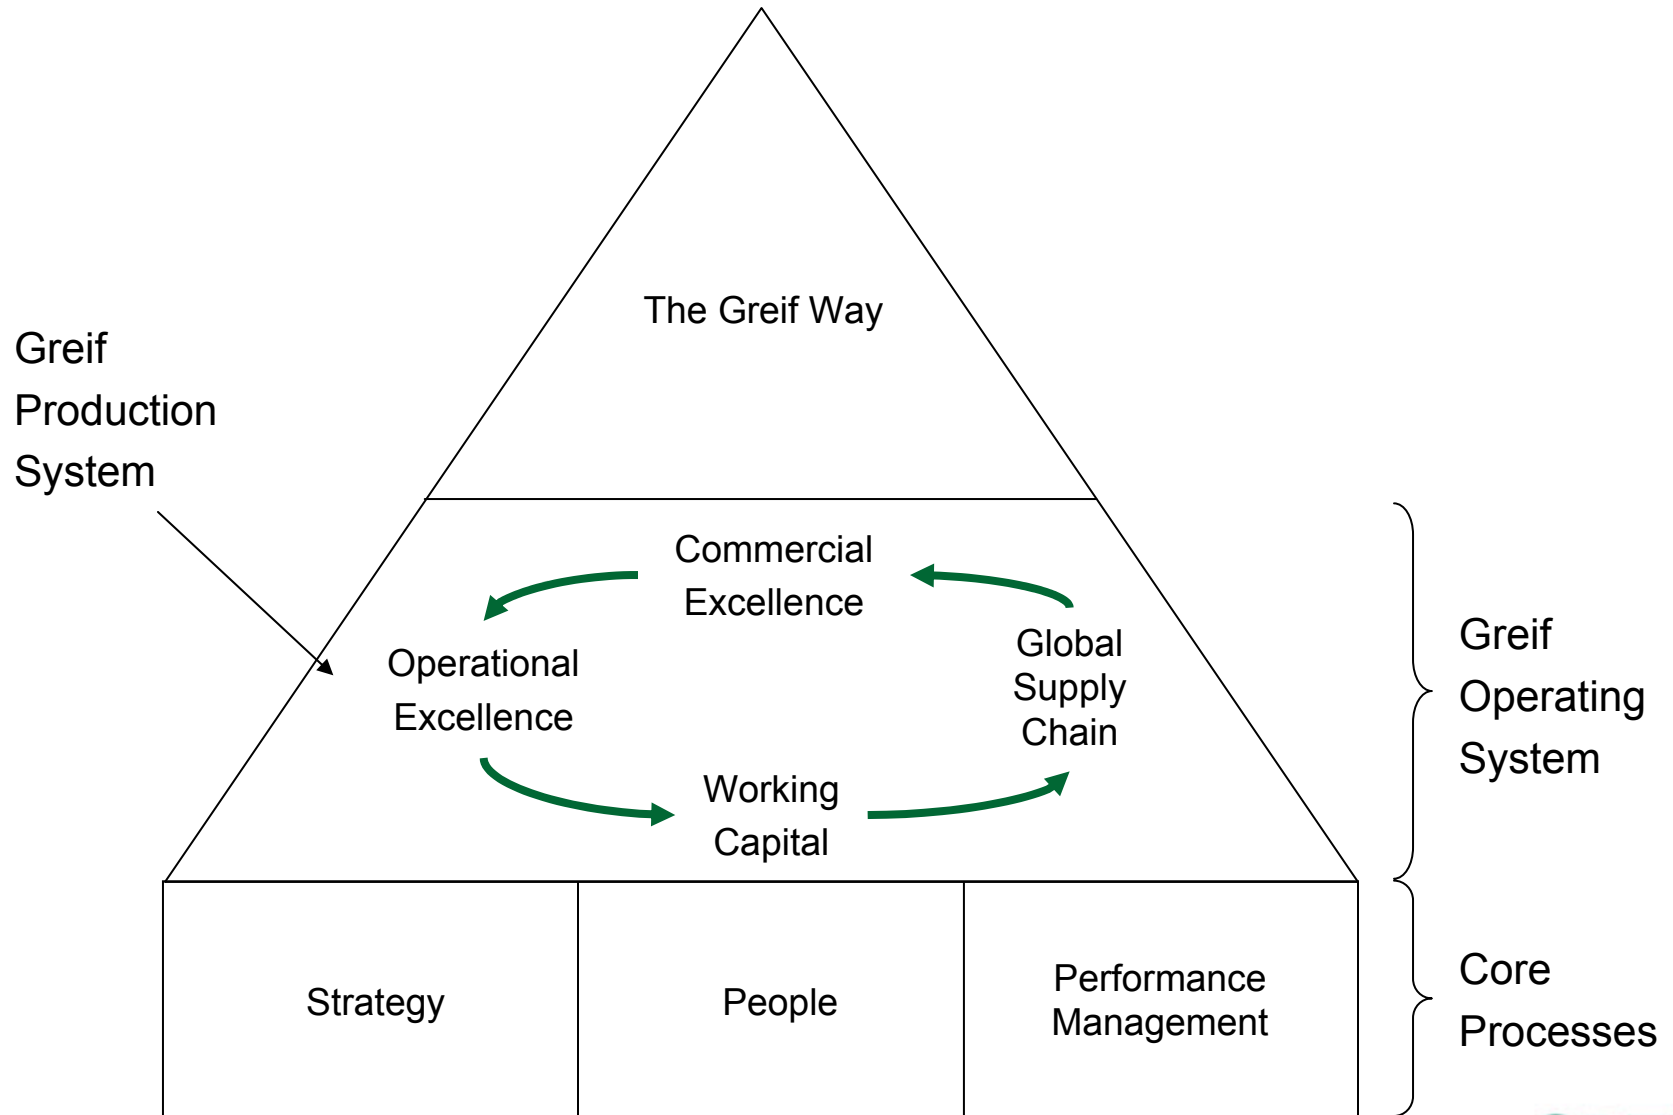 The Greif Way
Greif
Production
System
Commercial
Excellence
Operational
Excellence
Global
Supply
Chain
Working
Capital
Greif
Operating
System
Strategy
People
Performance
Management
Core
Processes